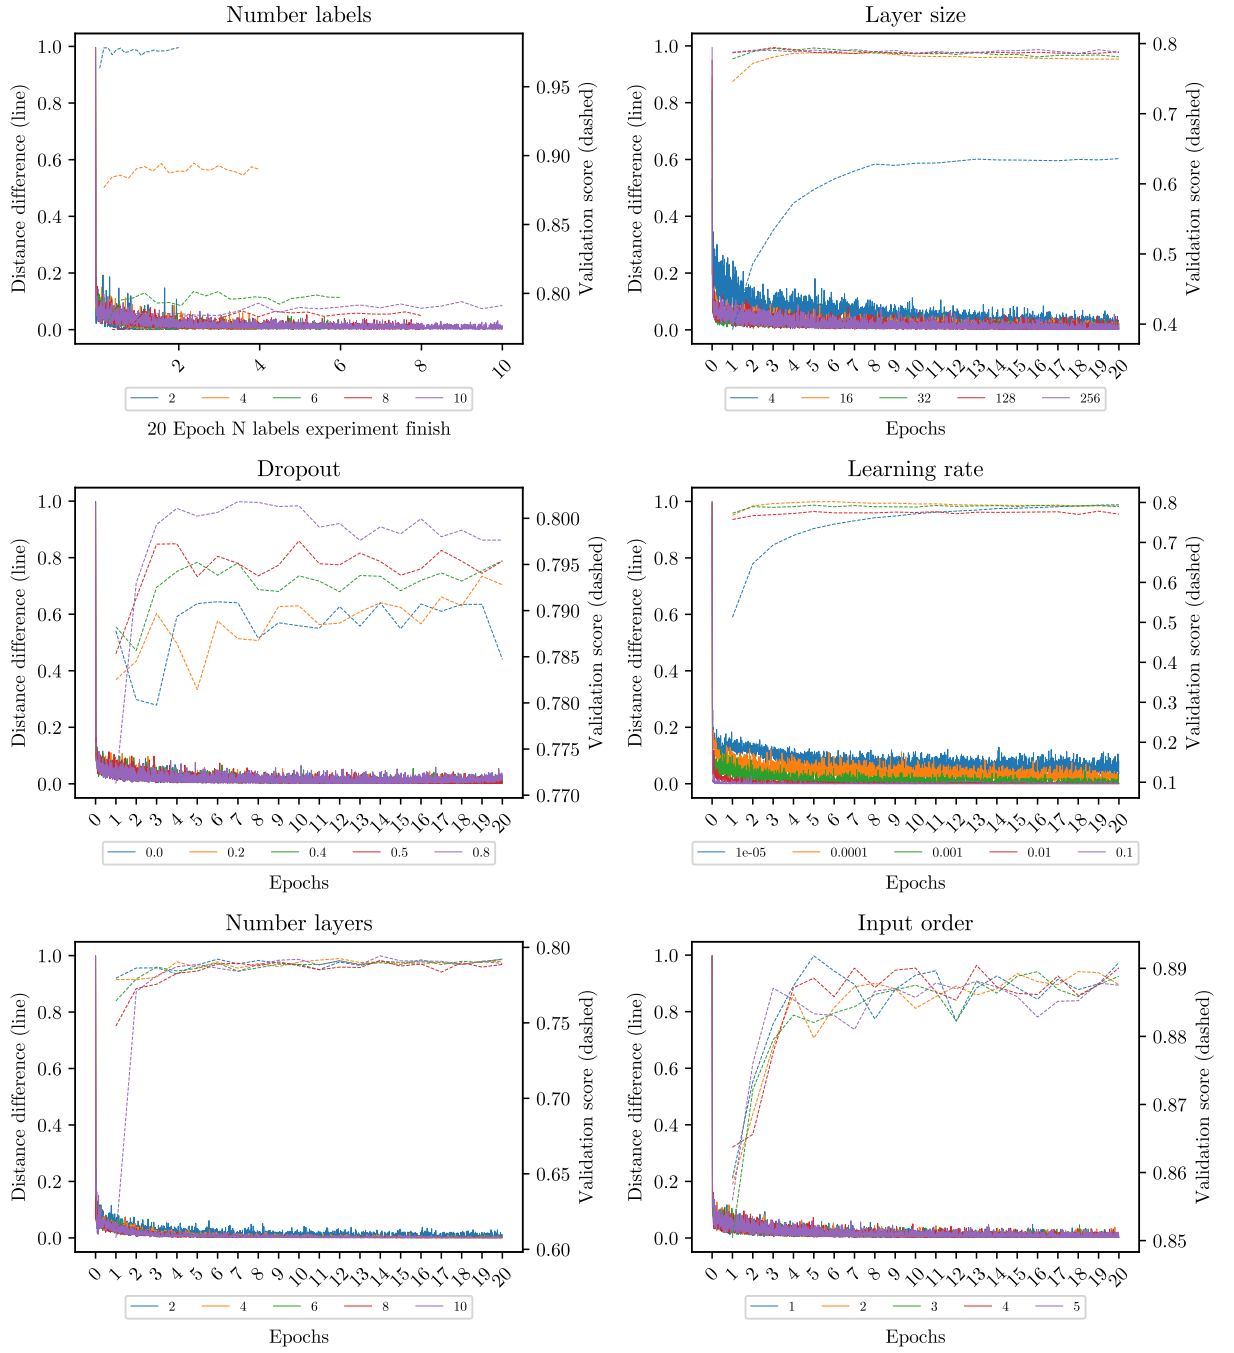 Number labels
Distance difference (line)
1.0
0.8
0.6
0.4
0.2
0.0
Validation score (dashed)
0.95
0.90
0.85
0.80
2 4 6 8 10
2 4 6 8 10
20 Epoch N labels experiment finish
Layer size
Distance difference (line)
1.0
0.8
0.6
0.4
0.2
0.0
Validation score (dashed)
0.8
0.7
0.6
0.5
0.4
0 1 2 3 4 5 6 7 8 9 10 11 12 13 14 15 16 17 18 19 20
4 16 32 128 256
Epochs
Dropout
Distance difference (line)
1.0
0.8
0.6
0.4
0.2
0.0
Validation score (dashed)
0.800
0.795
0.790
0.785
0.780
0.775
0.770
0 1 2 3 4 5 6 7 8 9 10 11 12 13 14 15 16 17 18 19 20
0.0 0.2 0.4 0.5 0.8
Epochs
Learning rate
Distance difference (line)
1.0
0.8
0.6
0.4
0.2
0.0
Validation score (dashed)
0.8
0.7
0.6
0.5
0.4
0.3
0.2
0.1
0 1 2 3 4 5 6 7 8 9 10 11 12 13 14 15 16 17 18 19 20
1e-05 0.0001 0.001 0.01 0.1
Epochs
Number layers
Distance difference (line)
1.0
0.8
0.6
0.4
0.2
0.0
Validation score (dashed)
0.80
0.75
0.70
0.65
0.60
0 1 2 3 4 5 6 7 8 9 10 11 12 13 14 15 16 17 18 19 20
2 4 6 8 10
Epochs
Input order
Distance difference (line)
1.0
0.8
0.6
0.4
0.2
0.0
Validation score (dashed)
0.89
0.88
0.87
0.86
0.85
0 1 2 3 4 5 6 7 8 9 10 11 12 13 14 15 16 17 18 19 20
1 2 3 4 5
Epochs